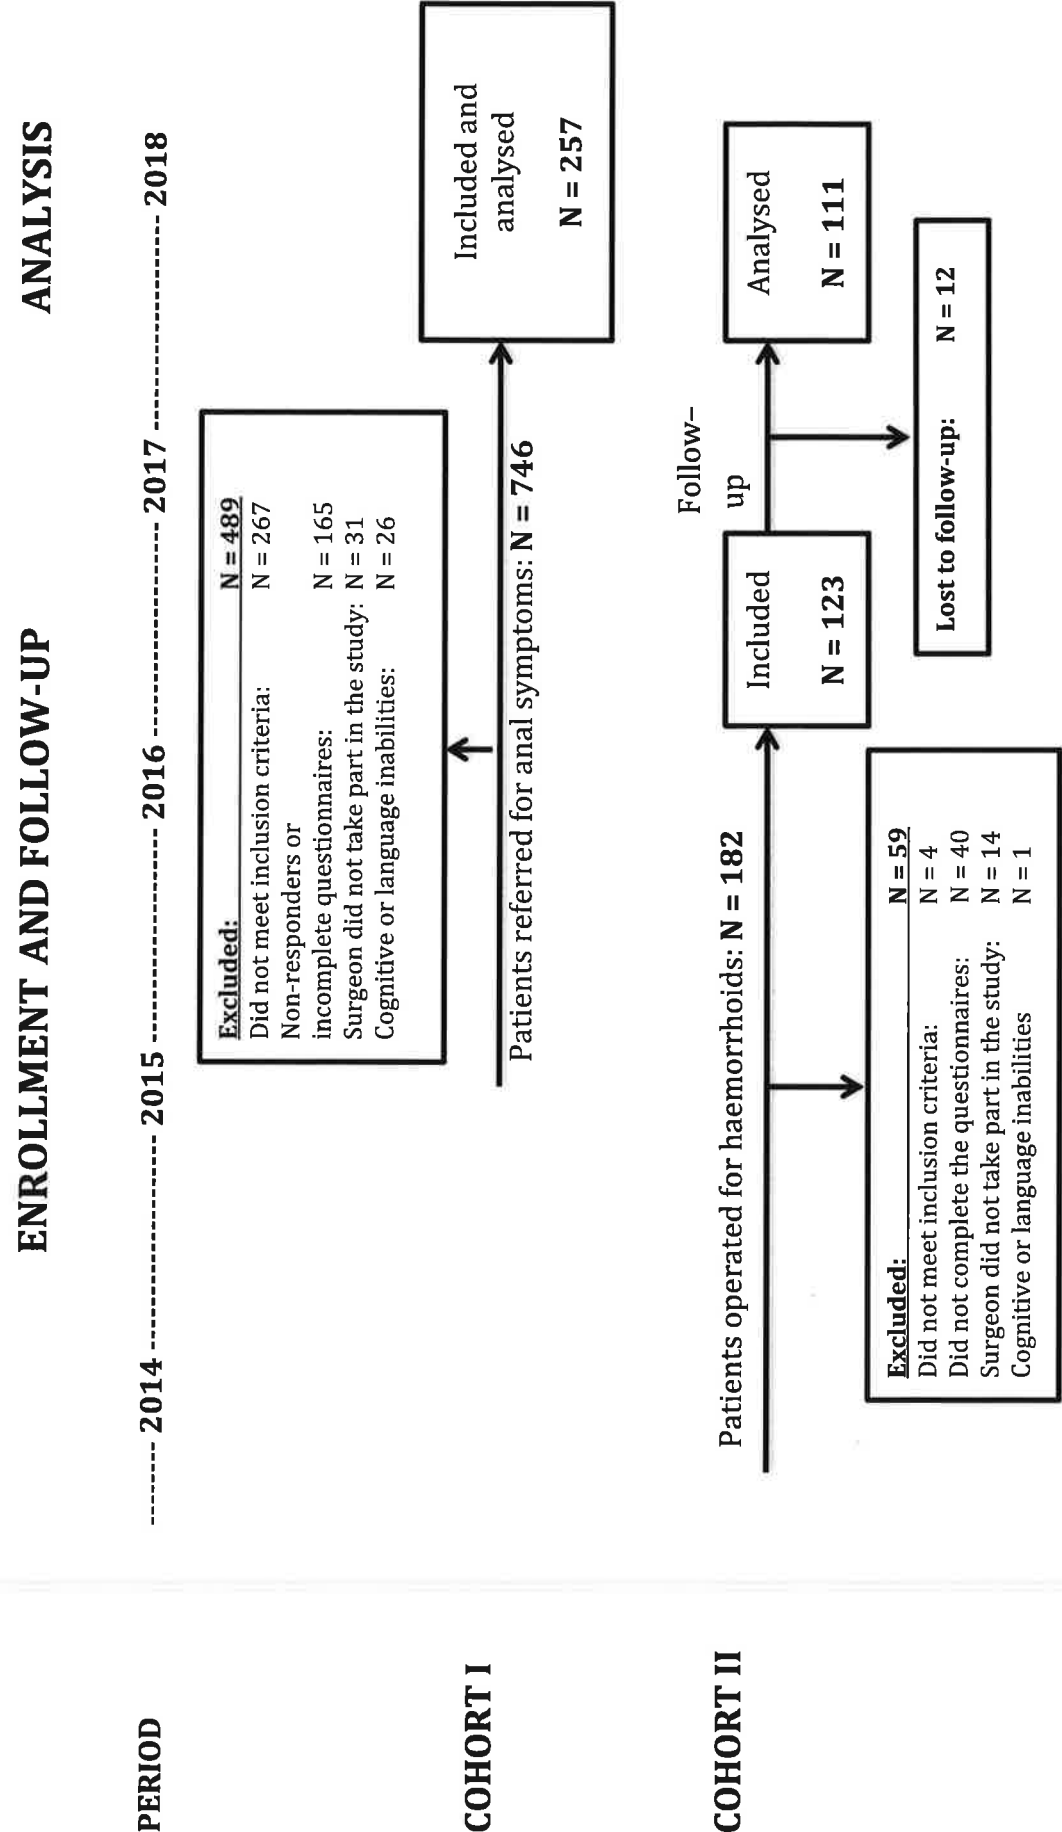 ENROLLMENT AND FOLLOW-UP ANALYSIS
PERIOD ------- 2014 ------- 2015 ------- 2016 ------- 2017 ------- 2018
Excluded: N = 489
Did not meet inclusion criteria: N = 267
Non-responders or
incomplete questionnaires: N = 165
Surgeon did not take part in the study: N = 31
Cognitive or language inabilities: N = 26
COHORT I
Patients referred for anal symptoms: N = 746
Included and
analysed
N = 257
COHORT II
Patients operated for haemorrhoids: N = 182
Included
N = 123
Follow–
up
Analysed
N = 111
Excluded: N = 59
Did not meet inclusion criteria: N = 4
Did not complete the questionnaires: N = 40
Surgeon did not take part in the study: N = 14
Cognitive or language inabilities N = 1
Lost to follow-up: N = 12